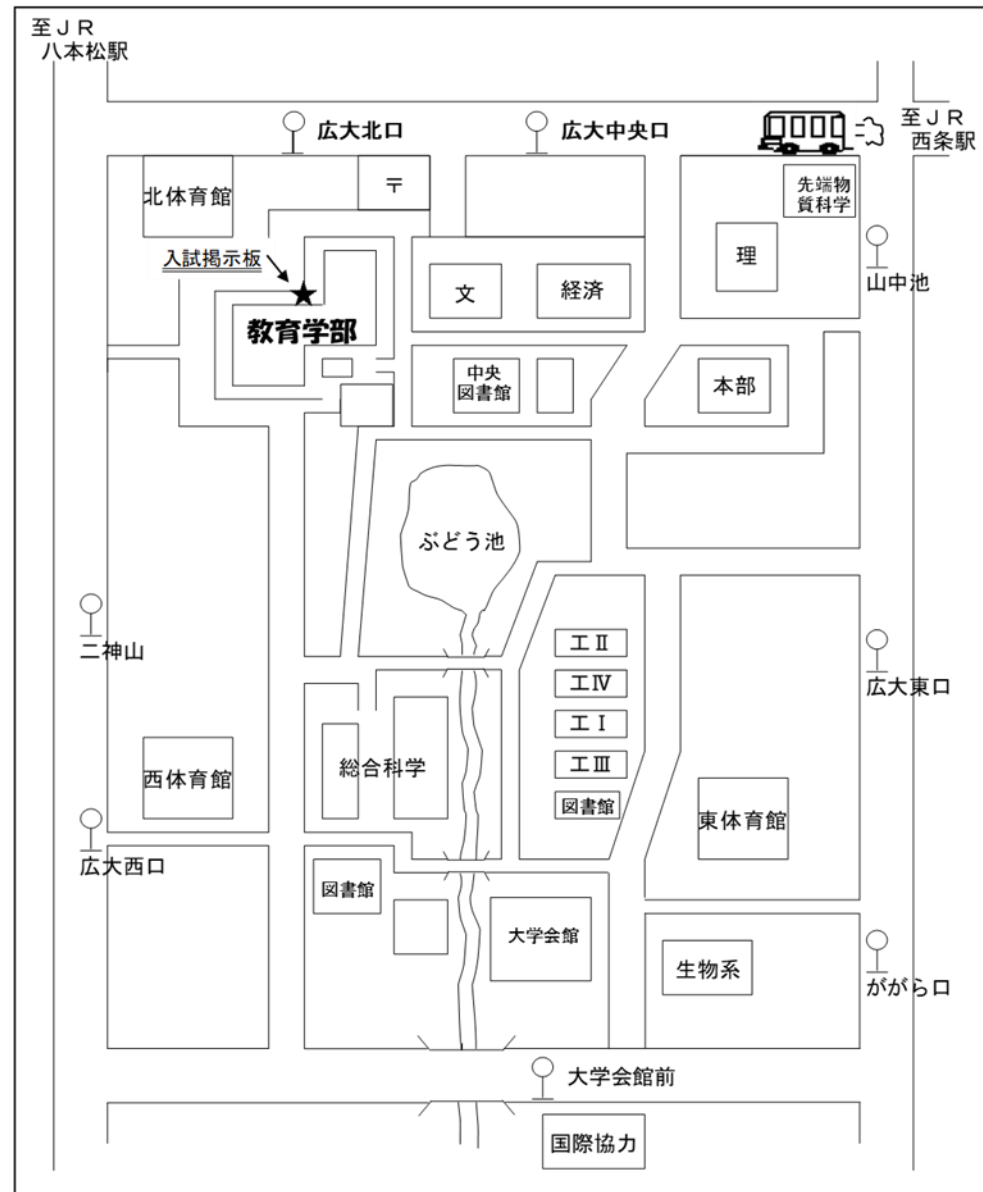 至ＪＲ
八本松駅
広大北口
広大中央口
至ＪＲ
西条駅
北体育館
〒
先端物
質科学
理
山中池
入試掲示板
★
教育学部
文
経済
中央
図書館
本部
ぶどう池
二神山
工Ⅱ
工Ⅳ
工Ⅰ
工Ⅲ
図書館
広大東口
西体育館
総合科学
東体育館
広大西口
図書館
大学会館
生物系
ががら口
大学会館前
国際協力